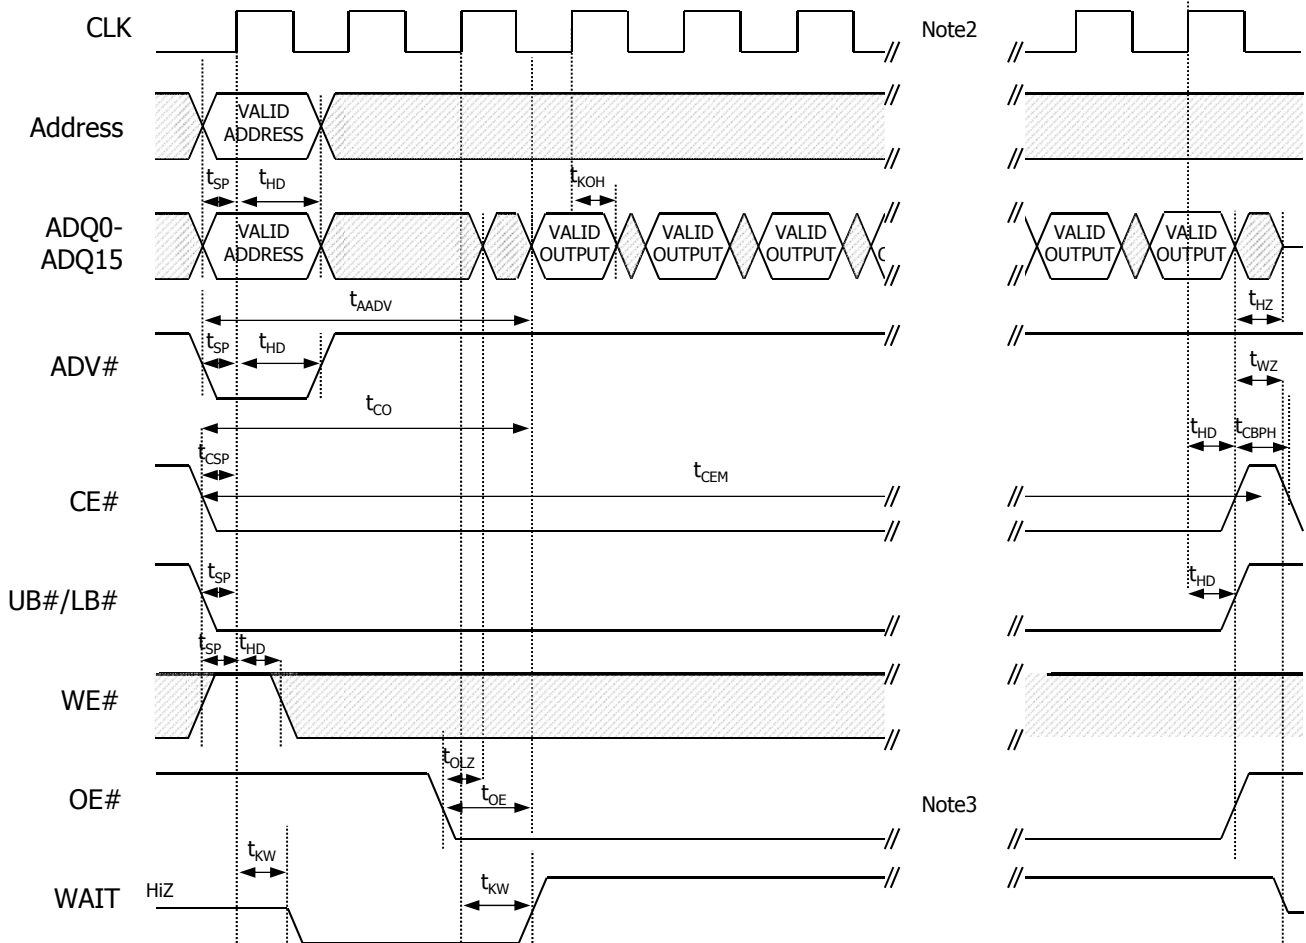 CLK
Note2
Address
VALID
ADDRESS
tSP
tHD
tKOH
ADQ0-
ADQ15
VALID
ADDRESS
VALID
OUTPUT
VALID
OUTPUT
VALID
OUTPUT
VALID
OUTPUT
VALID
OUTPUT
tAADV
tHZ
ADV#
tSP
tHD
tWZ
tCO
tHD
tCBPH
tCSP
tCEM
CE#
tSP
tHD
UB#/LB#
tSP
tHD
WE#
tOLZ
OE#
tOE
Note3
tKW
WAIT
HiZ
tKW